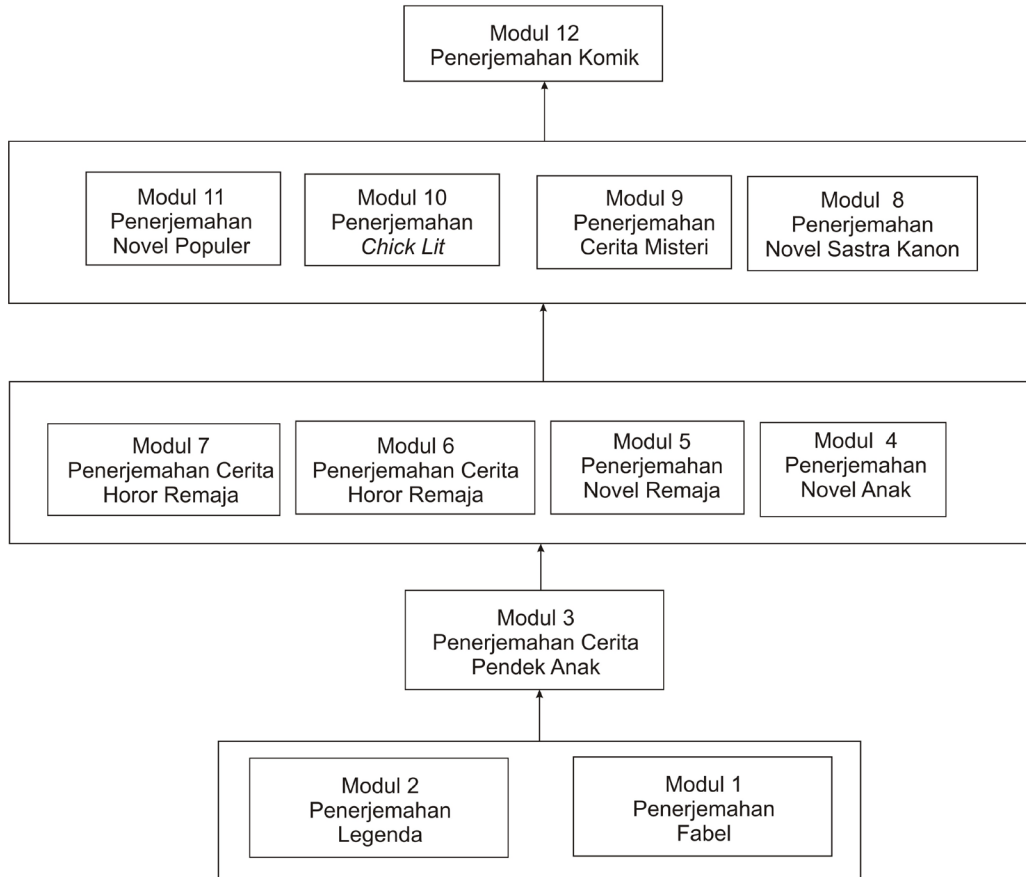 Modul 12
Penerjemahan Komik
Modul 11
Penerjemahan
Novel Populer
Modul 10
Penerjemahan
Chick Lit
Modul 9
Penerjemahan
Cerita Misteri
Modul 8
Penerjemahan
Novel Sastra Kanon
Modul 7
Penerjemahan Cerita
Horor Remaja
Modul 6
Penerjemahan Cerita
Horor Remaja
Modul 5
Penerjemahan
Novel Remaja
Modul 4
Penerjemahan
Novel Anak
Modul 3
Penerjemahan Cerita
Pendek Anak
Modul 2
Penerjemahan
Legenda
Modul 1
Penerjemahan
Fabel